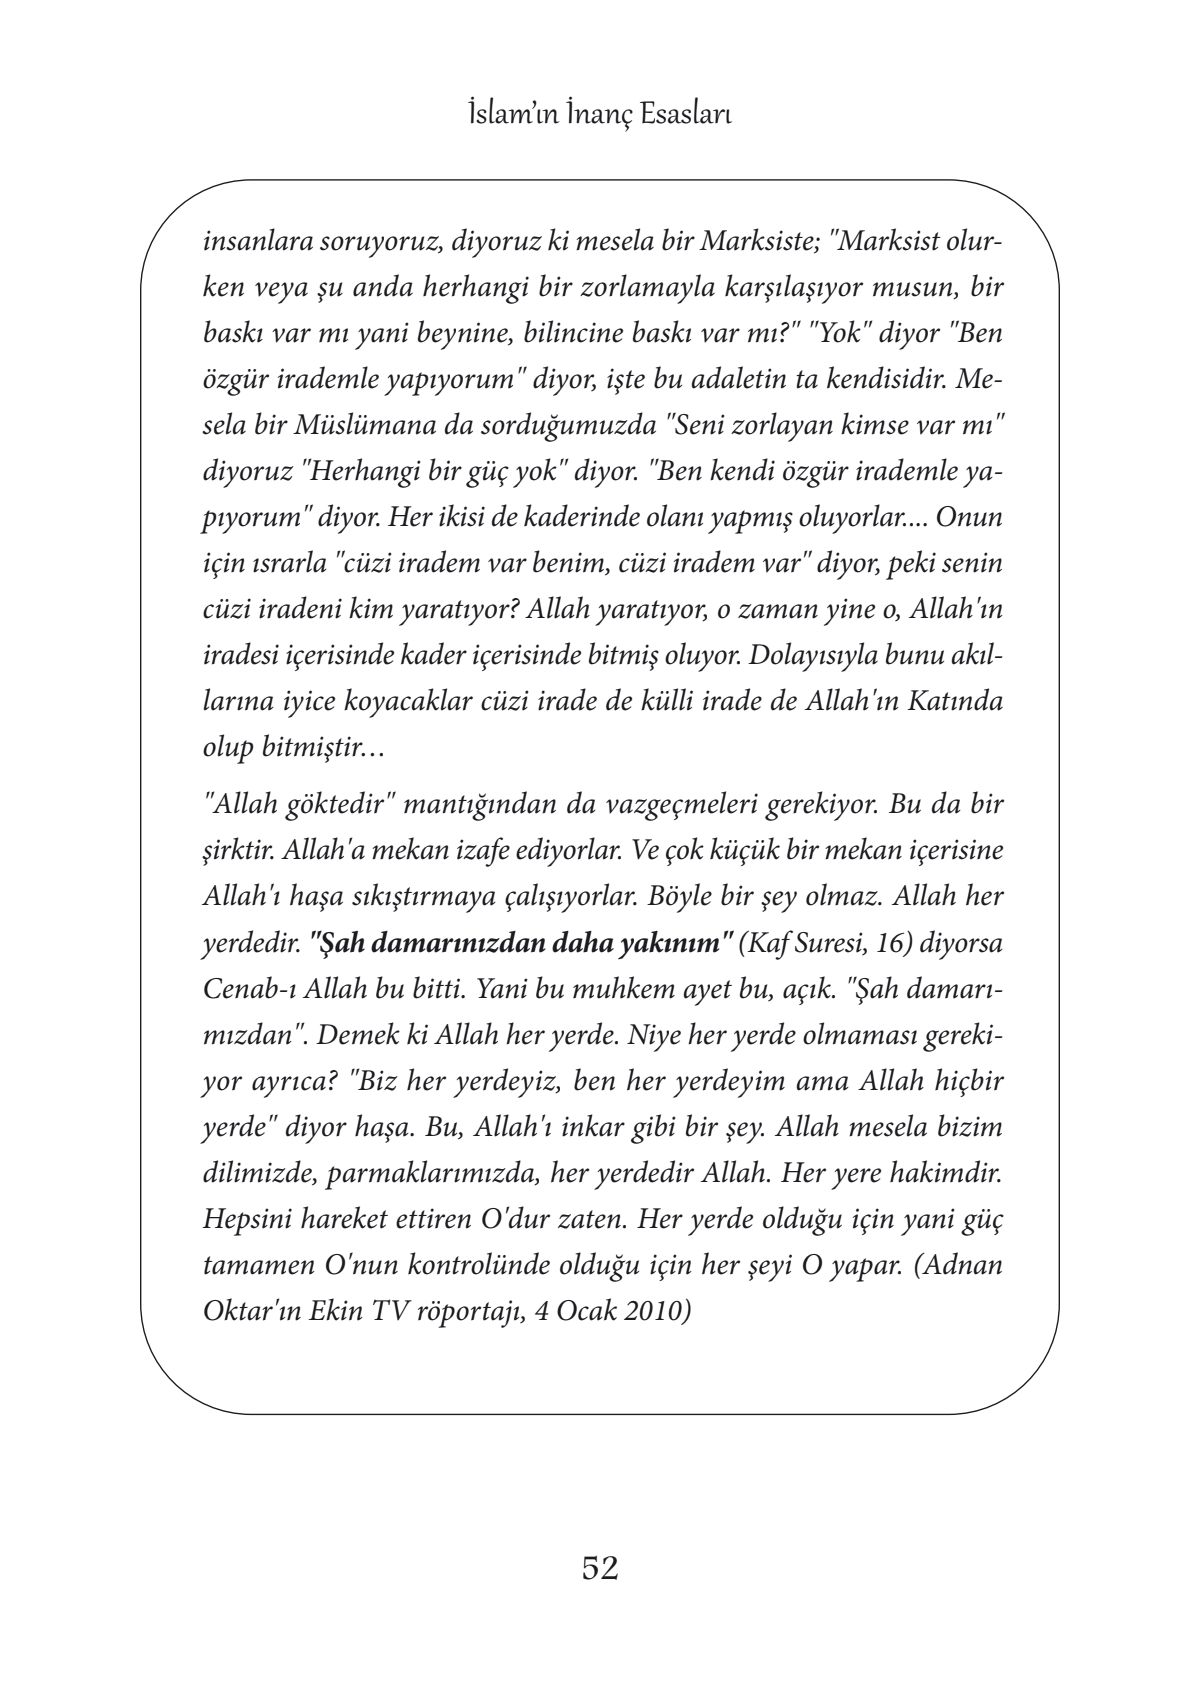 İslam’ın İnanç Esasları
insanlara soruyoruz, diyoruz ki mesela bir Marksiste; "Marksist olur-
ken veya şu anda herhangi bir zorlamayla karşılaşıyor musun, bir
baskı var mı yani beynine, bilincine baskı var mı?" "Yok" diyor "Ben
özgür irademle yapıyorum" diyor, işte bu adaletin ta kendisidir. Me-
sela bir Müslümana da sorduğumuzda "Seni zorlayan kimse var mı"
diyoruz "Herhangi bir güç yok" diyor. "Ben kendi özgür irademle ya-
pıyorum" diyor. Her ikisi de kaderinde olanı yapmış oluyorlar.... Onun
için ısrarla "cüzi iradem var benim, cüzi iradem var" diyor, peki senin
cüzi iradeni kim yaratıyor? Allah yaratıyor, o zaman yine o, Allah'ın
iradesi içerisinde kader içerisinde bitmiş oluyor. Dolayısıyla bunu akıl-
larına iyice koyacaklar cüzi irade de külli irade de Allah'ın Katında
olup bitmiştir…
"Allah göktedir" mantığından da vazgeçmeleri gerekiyor. Bu da bir
şirktir. Allah'a mekan izafe ediyorlar. Ve çok küçük bir mekan içerisine
Allah'ı haşa sıkıştırmaya çalışıyorlar. Böyle bir şey olmaz. Allah her
yerdedir. "Şah damarınızdan daha yakınım" (Kaf Suresi, 16) diyorsa
Cenab-ı Allah bu bitti. Yani bu muhkem ayet bu, açık. "Şah damarı-
mızdan". Demek ki Allah her yerde. Niye her yerde olmaması gereki-
yor ayrıca? "Biz her yerdeyiz, ben her yerdeyim ama Allah hiçbir
yerde" diyor haşa. Bu, Allah'ı inkar gibi bir şey. Allah mesela bizim
dilimizde, parmaklarımızda, her yerdedir Allah. Her yere hakimdir.
Hepsini hareket ettiren O'dur zaten. Her yerde olduğu için yani güç
tamamen O'nun kontrolünde olduğu için her şeyi O yapar. (Adnan
Oktar'ın Ekin TV röportajı, 4 Ocak 2010)
52